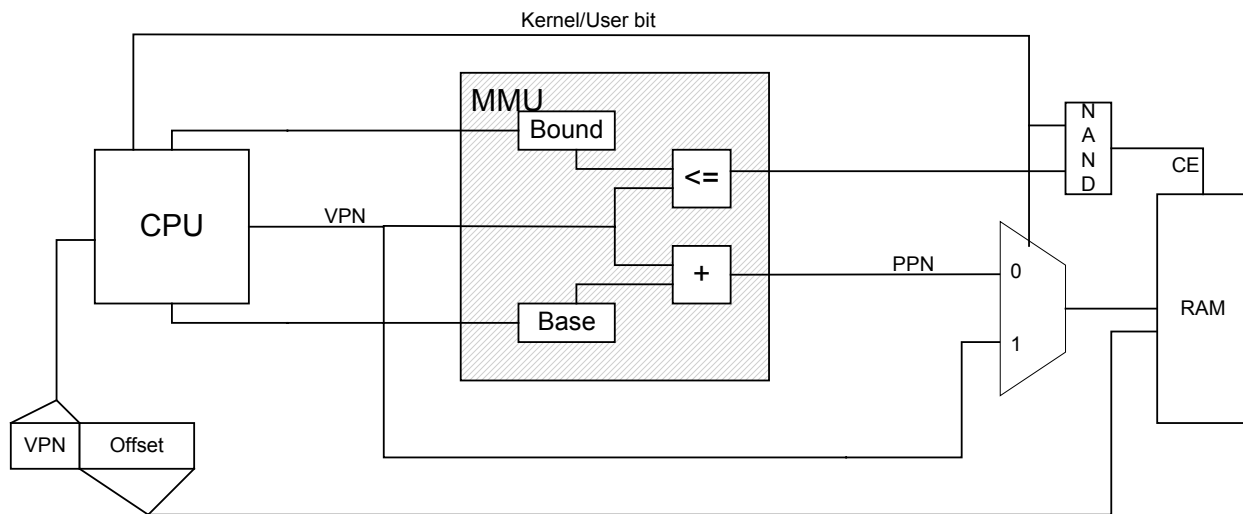 Kernel/User bit
MMU
Bound
N
A
N
D
<=
CE
CPU
VPN
+
PPN
0
Base
RAM
1
VPN
Offset